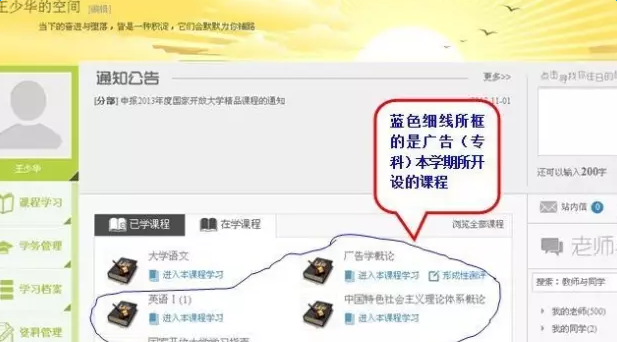 王少华的空间 [编辑]
当下的奋进与堕落,皆是一种积淀,它们会默默为你铺路
通知公告
更多>>
[分部] 申报2013年度国家开放大学精品课程的通知
-11-01
蓝色细线所框
的是广告(专
科)本学期所开
设的课程
还可以输入200字
王少华
课程学习
学务管理
学习档案
资料管理
已学课程
在学课程
浏览全部课程
大学语文
进入本课程学习
广告学概论
进入本课程学习
形成性测评
英语 I (1)
进入本课程学习
中国特色社会主义理论体系概论
进入本课程学习
站内信 0
老师
搜索:教师与同学
我的老师(500)
我的同学(2)